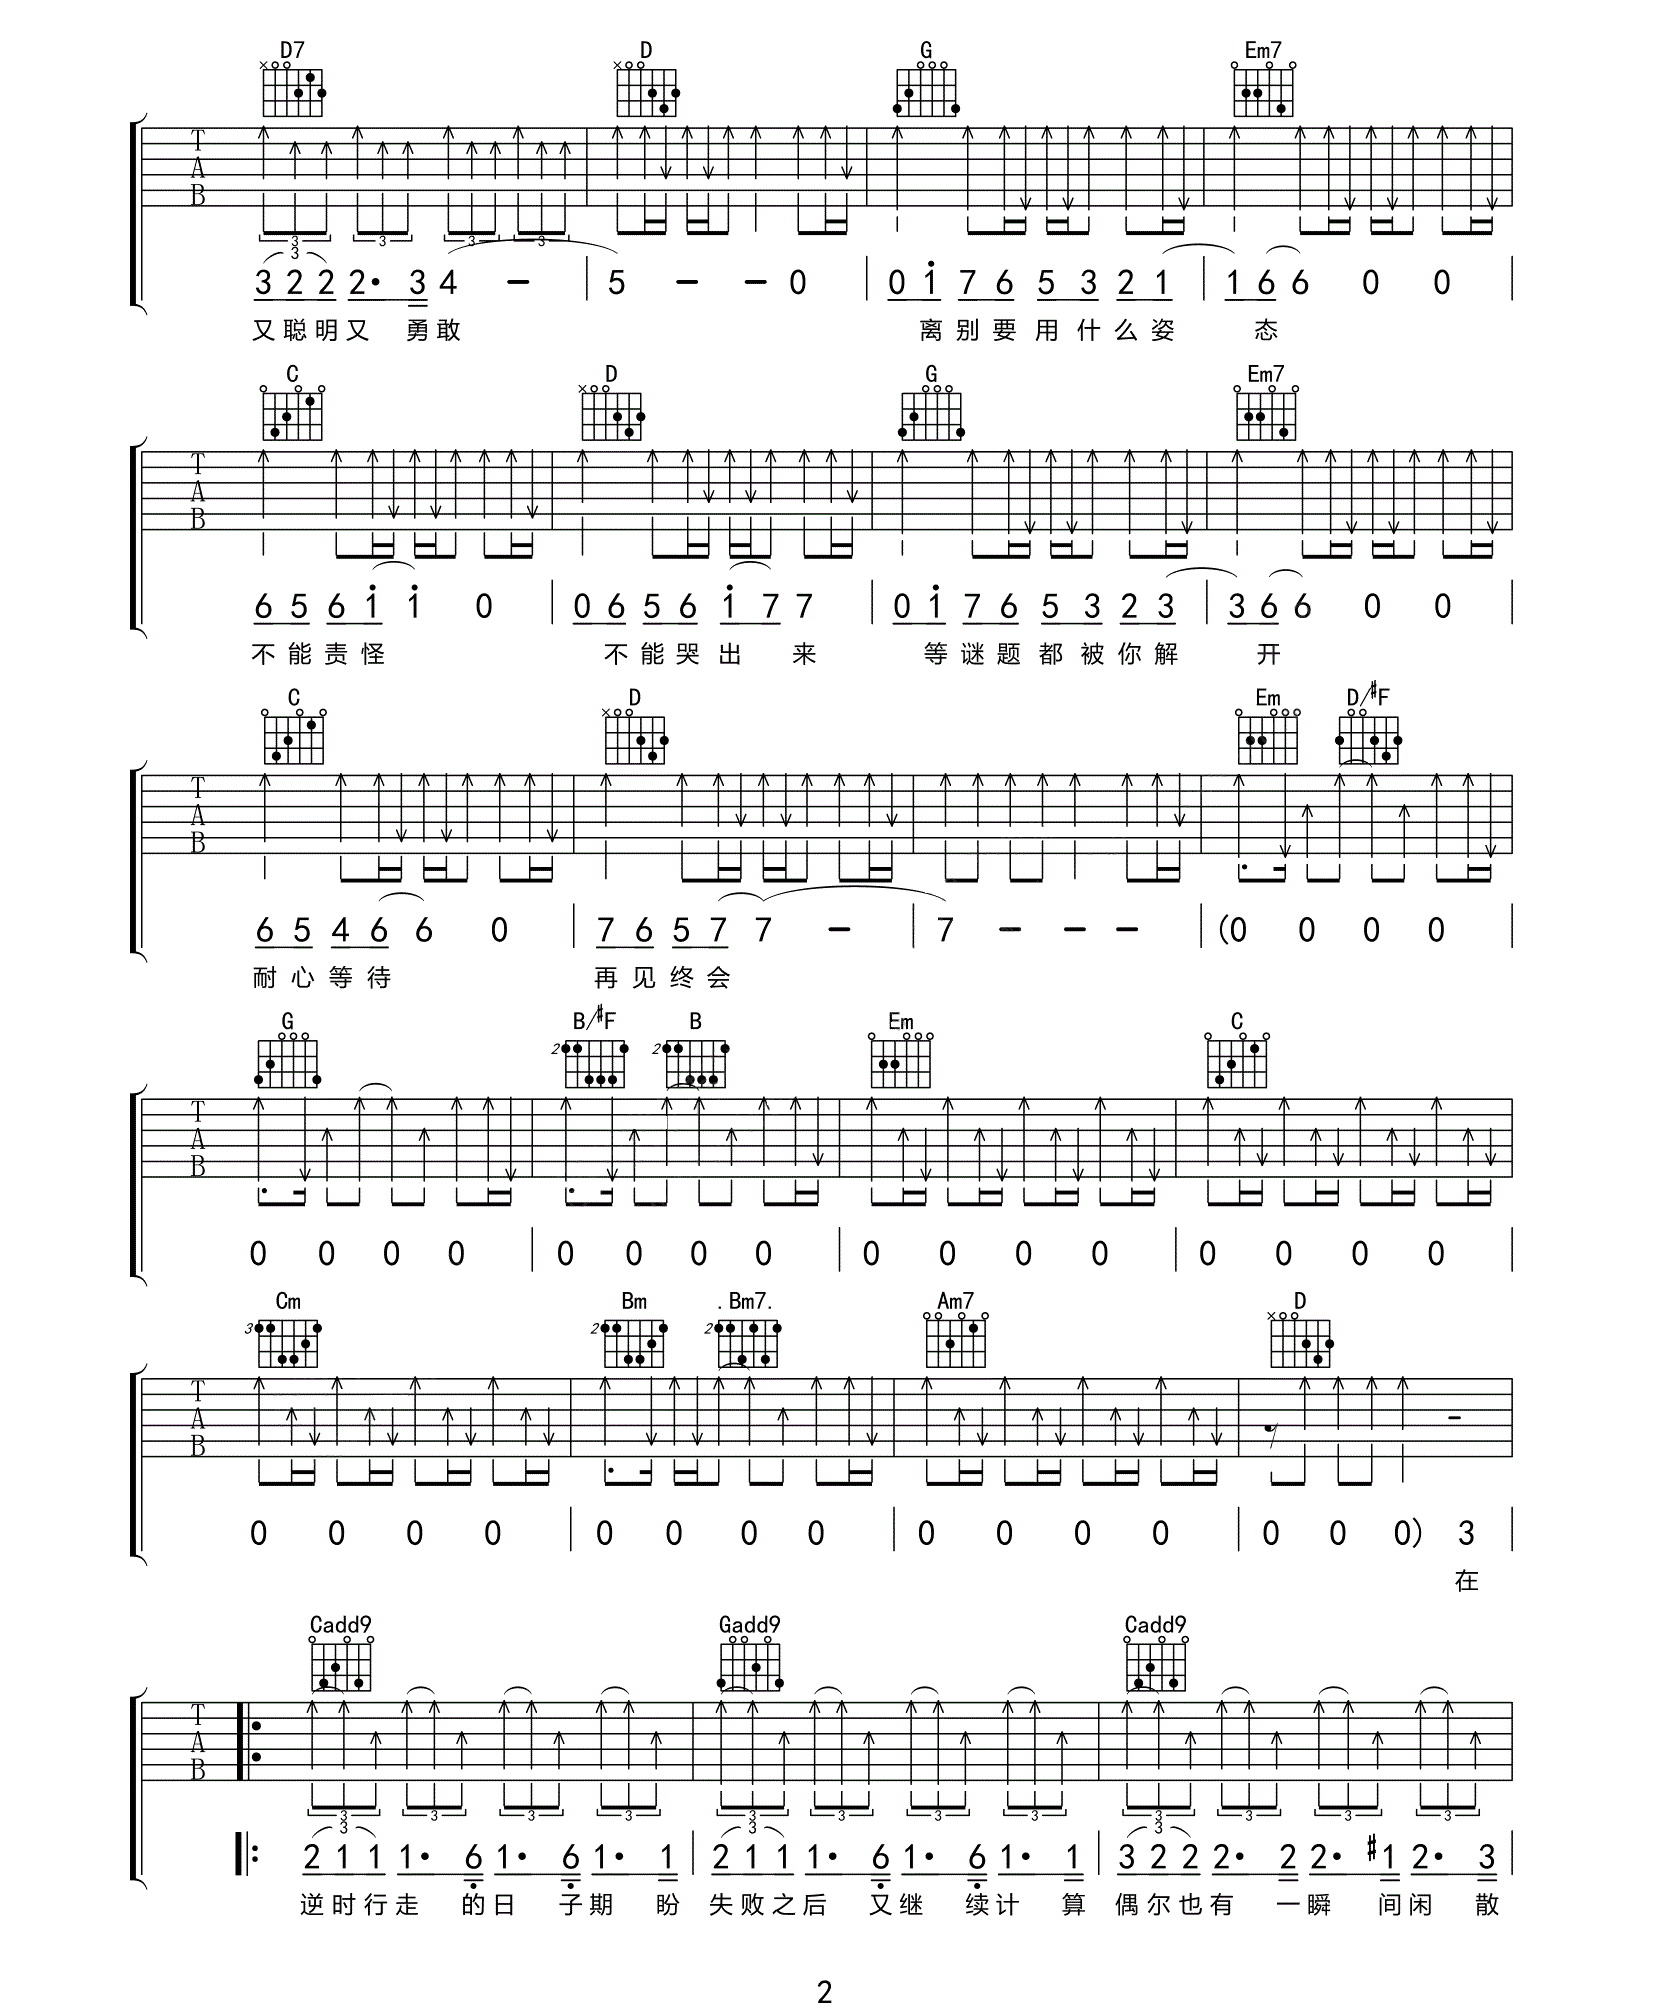 D7 D G Em7
T
A
B
3 3 3 3
3
3 2 2 2· 3 4 - 5 - - 0 0 1 7 6 5 3 2 1 1 6 6 0 0
又聪明又 勇敢 离别要用什么姿 态
C D G Em7
T
A
B
6 5 6 1 1 0 0 6 5 6 1 7 7 0 1 7 6 5 3 2 3 3 6 6 0 0
不能责怪 不能哭出 来 等谜题都被你解 开
C D Em D/#F
T
A
B
6 5 4 6 6 0 7 6 5 7 7 - 7 - - - (0 0 0 0
耐心等待 再见终会
G B/#F B Em C
2 2
T
A
B
0 0 0 0 0 0 0 0 0 0 0 0 0 0 0 0
Cm Bm .Bm7. Am7 D
3 2 2
T
A
B
0 0 0 0 0 0 0 0 0 0 0 0 0 0 0) 3
在
Cadd9 Gadd9 Cadd9
T
A
B
3 3 3 3 3 3 3 3 3 3 3 3
3 3 3
2 1 1 1· 6 1· 6 1· 1 2 1 1 1· 6 1· 6 1· 1 3 2 2 2· 2 2· #1 2· 3
逆时行走 的日 子期 盼 失败之后 又继 续计 算 偶尔也有 一瞬 间闲 散
2